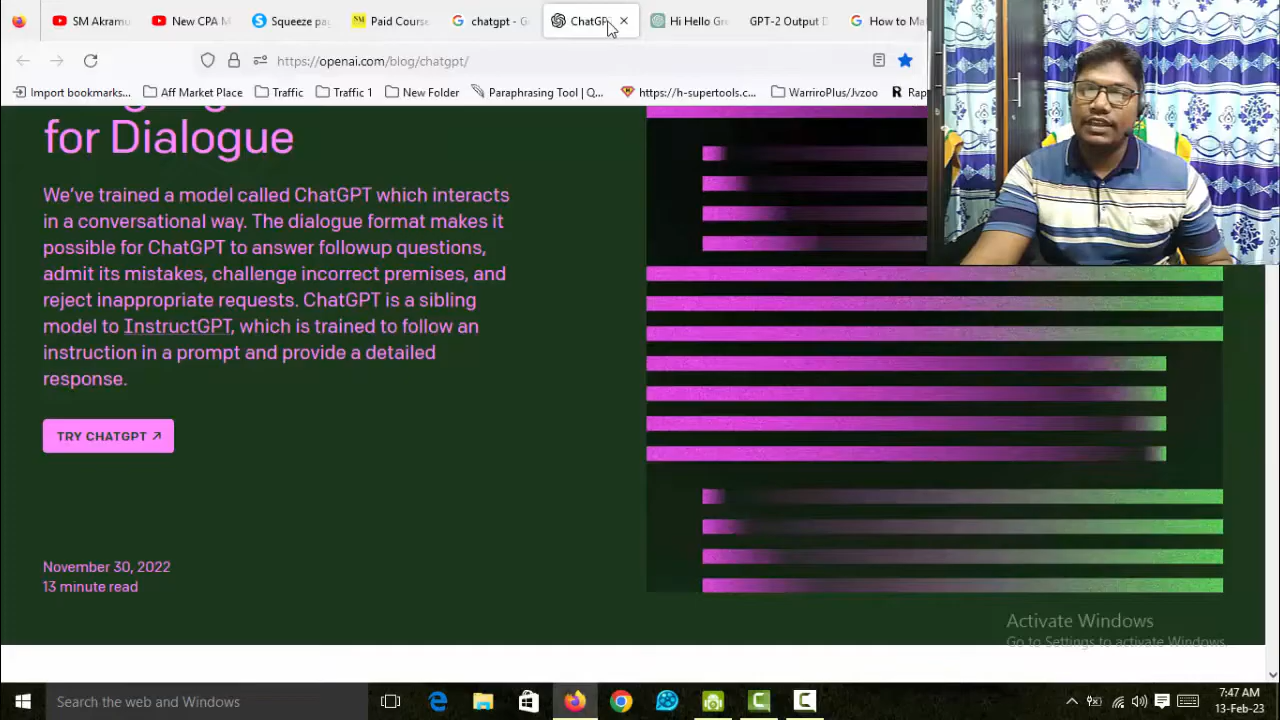 SM Akramu
New CPA M
Squeeze pa
Paid Course
chatgpt - G
ChatGP
Hi Hello Gre
GPT-2 Output D
How to Ma
https://openai.com/blog/chatgpt/
Import bookmarks...
Aff Market Place
Traffic
Traffic 1
New Folder
Paraphrasing Tool | Q...
https://h-supertools.c...
WarriroPlus/Jvzoo
Rap
for Dialogue
We've trained a model called ChatGPT which interacts
in a conversational way. The dialogue format makes it
possible for ChatGPT to answer followup questions,
admit its mistakes, challenge incorrect premises, and
reject inappropriate requests. ChatGPT is a sibling
model to InstructGPT, which is trained to follow an
instruction in a prompt and provide a detailed
response.
TRY CHATGPT ↗
November 30, 2022
13 minute read
Activate Windows
Go to Settings to activate Windows.
Search the web and Windows
7:47 AM
13-Feb-23